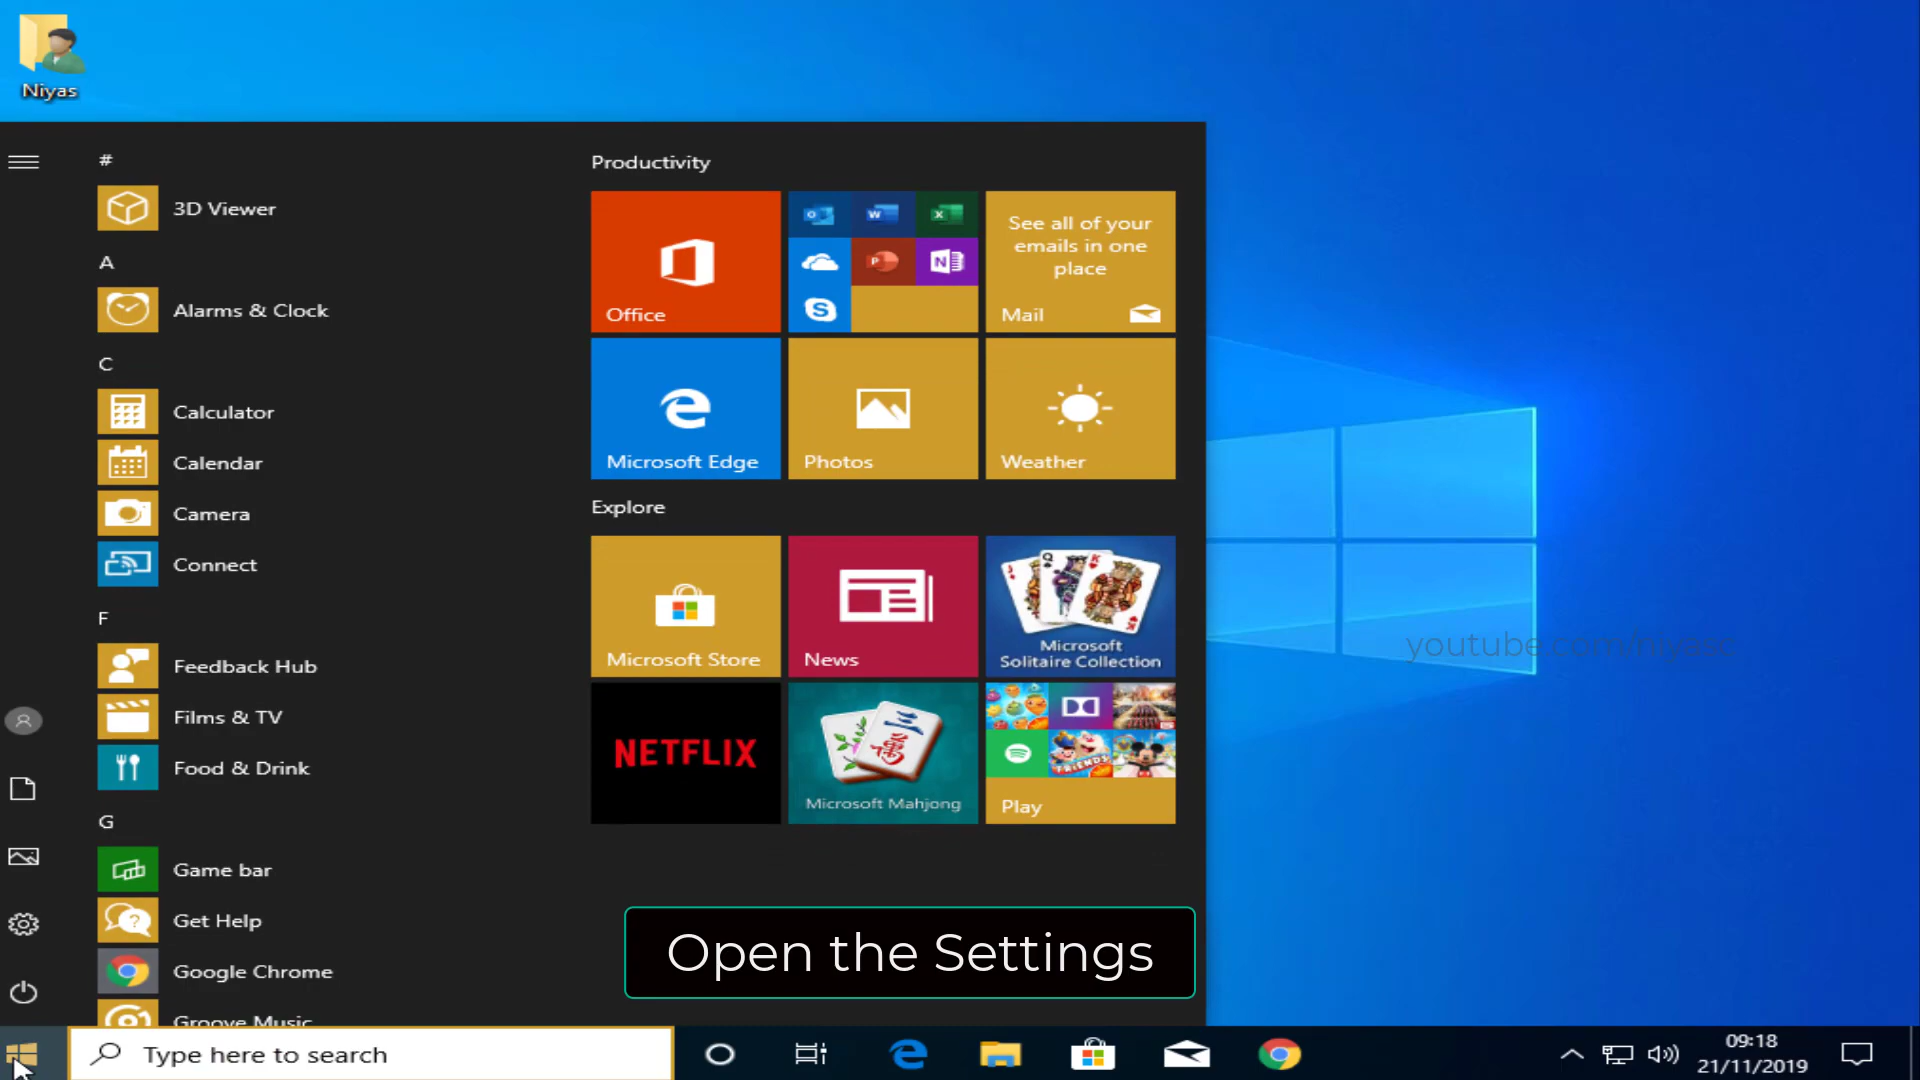 Niyas
#
3D Viewer
A
Alarms & Clock
C
Calculator
Calendar
Camera
Connect
F
Feedback Hub
Films & TV
Food & Drink
G
Game bar
Get Help
Google Chrome
Groove Music
Productivity
Office
See all of your
emails in one
place
Mail
Microsoft Edge
Photos
Weather
Explore
Microsoft Store
News
Microsoft
Solitaire Collection
NETFLIX
Microsoft Mahjong
FRIENDS
Play
youtube.com/niyasc
Open the Settings
Type here to search
09:18
21/11/2019